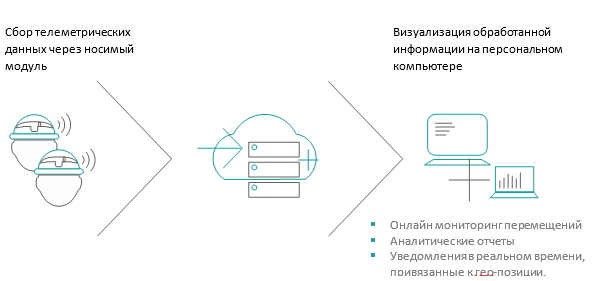 Сбор телеметрических
данных через носимый
модуль
Визуализация обработанной
информации на персональном
компьютере
Онлайн мониторинг перемещений
Аналитические отчеты
Уведомления в реальном времени,
привязанные к гео-позиции.